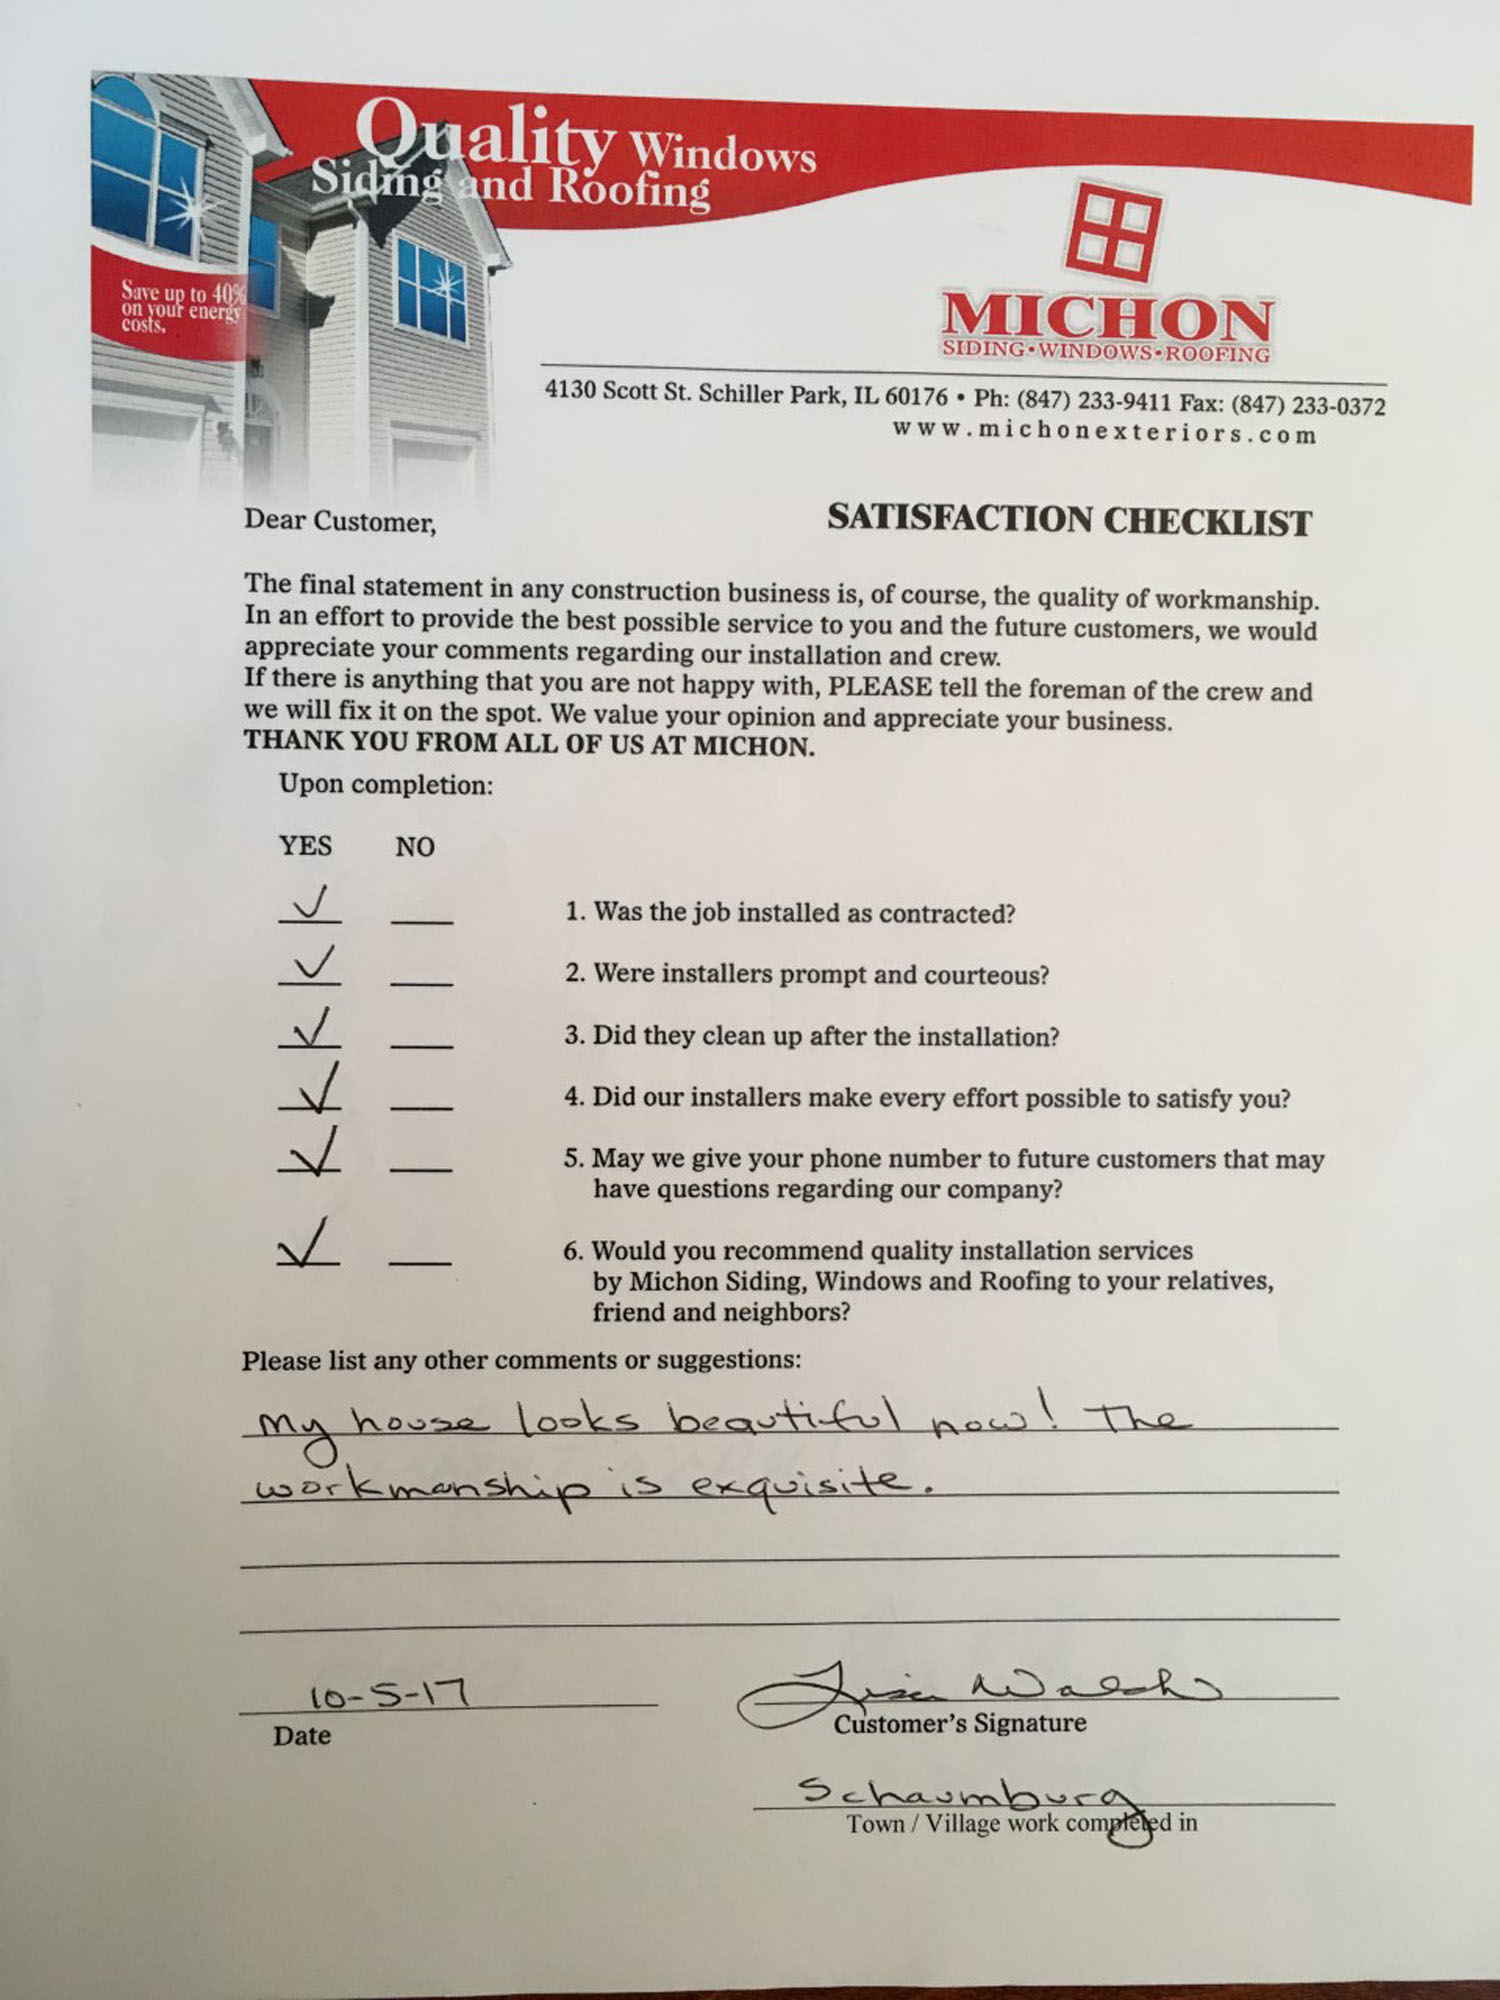 Quality Windows
Siding and Roofing
Save up to 40%
on your energy
costs.
MICHON
SIDING•WINDOWS•ROOFING
4130 Scott St. Schiller Park, IL 60176 • Ph: (847) 233-9411 Fax: (847) 233-0372
www.michonexteriors.com
Dear Customer,
SATISFACTION CHECKLIST
The final statement in any construction business is, of course, the quality of workmanship.
In an effort to provide the best possible service to you and the future customers, we would
appreciate your comments regarding our installation and crew.
If there is anything that you are not happy with, PLEASE tell the foreman of the crew and
we will fix it on the spot. We value your opinion and appreciate your business.
THANK YOU FROM ALL OF US AT MICHON.
Upon completion:
YES NO
1. Was the job installed as contracted?
2. Were installers prompt and courteous?
3. Did they clean up after the installation?
4. Did our installers make every effort possible to satisfy you?
5. May we give your phone number to future customers that may
have questions regarding our company?
6. Would you recommend quality installation services
by Michon Siding, Windows and Roofing to your relatives,
friend and neighbors?
Please list any other comments or suggestions:
My house looks beautiful now! The
workmanship is exquisite.
10-5-17
Date
Lisa Walsh
Customer's Signature
Schaumburg
Town / Village work completed in